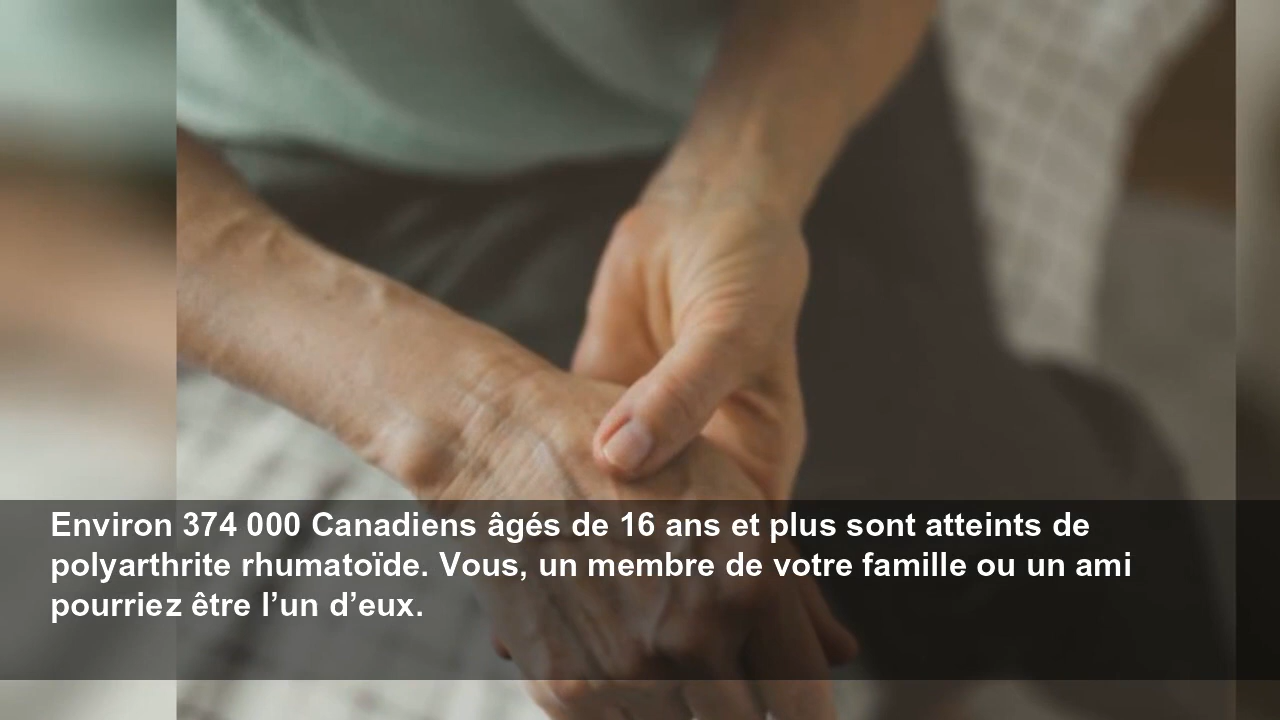 Environ 374 000 Canadiens âgés de 16 ans et plus sont atteints de
polyarthrite rhumatoïde. Vous, un membre de votre famille ou un ami
pourriez être l’un d’eux.